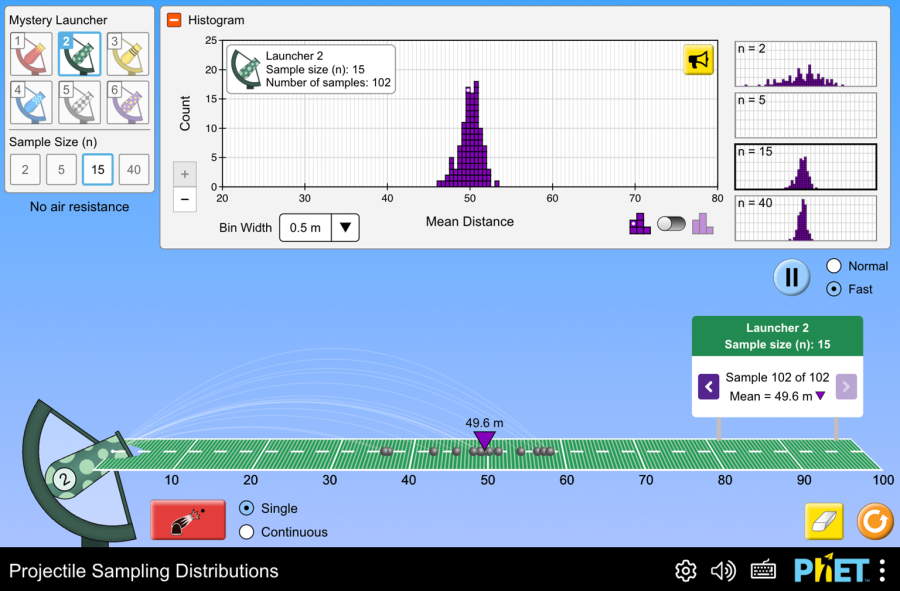 Mystery Launcher
1
2
3
4
5
6
Sample Size (n)
2
5
15
40
No air resistance
Histogram
Launcher 2
Sample size (n): 15
Number of samples: 102
Count
25
20
15
10
5
0
20
30
40
50
60
70
80
Mean Distance
+
−
Bin Width
0.5 m
n = 2
n = 5
n = 15
n = 40
Normal
Fast
Launcher 2
Sample size (n): 15
Sample 102 of 102
Mean = 49.6 m
49.6 m
2
10
20
30
40
50
60
70
80
90
100
Single
Continuous
Projectile Sampling Distributions
PhET